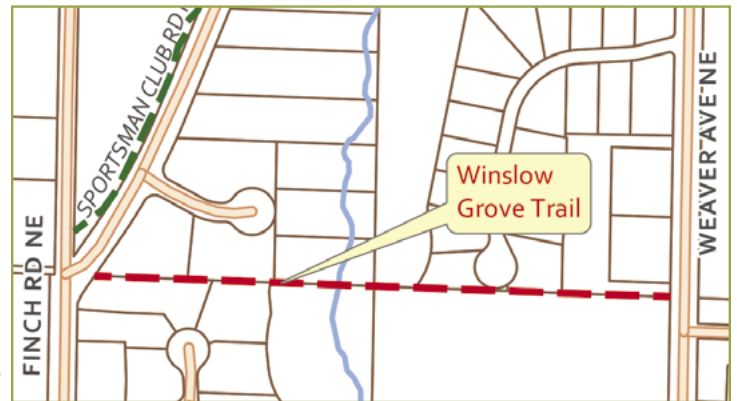 SPORTSMAN CLUB RD
FINCH RD NE
Winslow
Grove Trail
WEAVER AVE NE